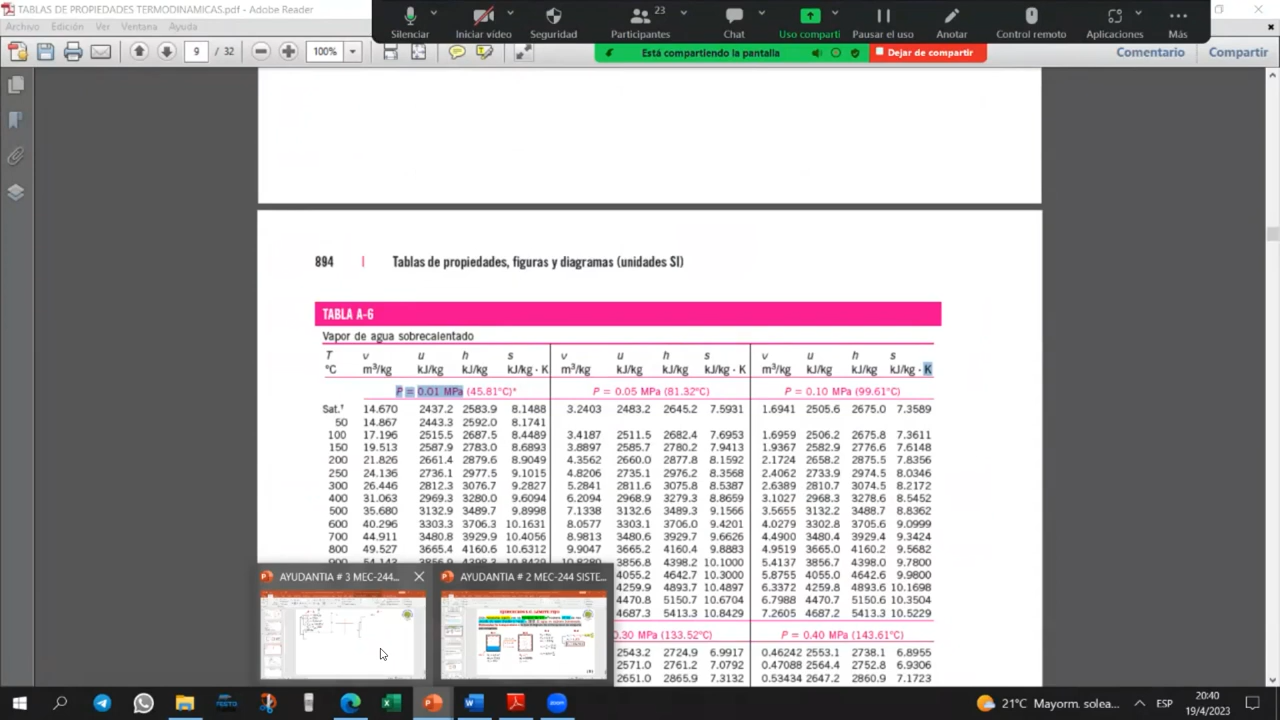 TABLAS DE PROPIEDADES TERMODINAMICAS.pdf - Adobe Reader
Archivo Edición Ver Ventana Ayuda
Silenciar
Iniciar video
Seguridad
23
Participantes
Chat
Uso comparti
Pausar el uso
Anotar
Control remoto
Aplicaciones
Más
9 / 32
100%
Está compartiendo la pantalla
Dejar de compartir
Comentario
Compartir
894 | Tablas de propiedades, figuras y diagramas (unidades SI)
TABLA A-6
Vapor de agua sobrecalentado
T v u h s v u h s v u h s
°C m³/kg kJ/kg kJ/kg kJ/kg · K m³/kg kJ/kg kJ/kg kJ/kg · K m³/kg kJ/kg kJ/kg kJ/kg · K
P = 0.01 MPa (45.81°C)* P = 0.05 MPa (81.32°C) P = 0.10 MPa (99.61°C)
Sat.† 14.670 2437.2 2583.9 8.1488 3.2403 2483.2 2645.2 7.5931 1.6941 2505.6 2675.0 7.3589
50 14.867 2443.3 2592.0 8.1741
100 17.196 2515.5 2687.5 8.4489 3.4187 2511.5 2682.4 7.6953 1.6959 2506.2 2675.8 7.3611
150 19.513 2587.9 2783.0 8.6893 3.8897 2585.7 2780.2 7.9413 1.9367 2582.9 2776.6 7.6148
200 21.826 2661.4 2879.6 8.9049 4.3562 2660.0 2877.8 8.1592 2.1724 2658.2 2875.5 7.8356
250 24.136 2736.1 2977.5 9.1015 4.8206 2735.1 2976.2 8.3568 2.4062 2733.9 2974.5 8.0346
300 26.446 2812.3 3076.7 9.2827 5.2841 2811.6 3075.8 8.5387 2.6389 2810.7 3074.5 8.2172
400 31.063 2969.3 3280.0 9.6094 6.2094 2968.9 3279.3 8.8659 3.1027 2968.3 3278.6 8.5452
500 35.680 3132.9 3489.7 9.8998 7.1338 3132.6 3489.3 9.1566 3.5655 3132.2 3488.7 8.8362
600 40.296 3303.3 3706.3 10.1631 8.0577 3303.1 3706.0 9.4201 4.0279 3302.8 3705.6 9.0999
700 44.911 3480.8 3929.9 10.4056 8.9813 3480.6 3929.7 9.6626 4.4900 3480.4 3929.4 9.3424
800 49.527 3665.4 4160.6 10.6312 9.9047 3665.2 4160.4 9.8883 4.9519 3665.0 4160.2 9.5682
3856.8 4398.2 10.1000 5.4137 3856.7 4398.0 9.7800
4055.2 4642.7 10.3000 5.8755 4055.0 4642.6 9.9800
4259.9 4893.7 10.4897 6.3372 4259.8 4893.6 10.1698
4470.8 5150.7 10.6704 6.7988 4470.7 5150.6 10.3504
4687.3 5413.3 10.8429 7.2605 4687.2 5413.3 10.5229
0.30 MPa (133.52°C) P = 0.40 MPa (143.61°C)
2543.2 2724.9 6.9917 0.46242 2553.1 2738.1 6.8955
2571.0 2761.2 7.0792 0.47088 2564.4 2752.8 6.9306
2651.0 2865.9 7.3132 0.53434 2647.2 2860.9 7.1723
AYUDANTIA # 3 MEC-244...
AYUDANTIA # 2 MEC-244 SISTE...
21°C Mayorm. solea...
ESP
20:40
19/4/2023